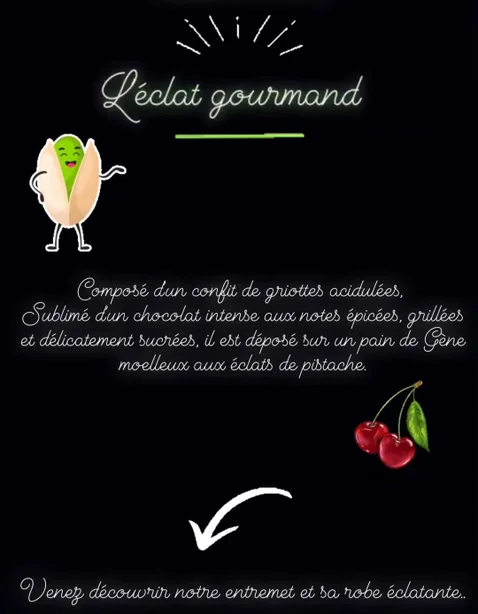 L'éclat gourmand
Composé d'un confit de griottes acidulées,
Sublimé d'un chocolat intense aux notes épicées, grillées
et délicatement sucrées, il est déposé sur un pain de Gêne
moelleux aux éclats de pistache.
Venez découvrir notre entremet et sa robe éclatante..